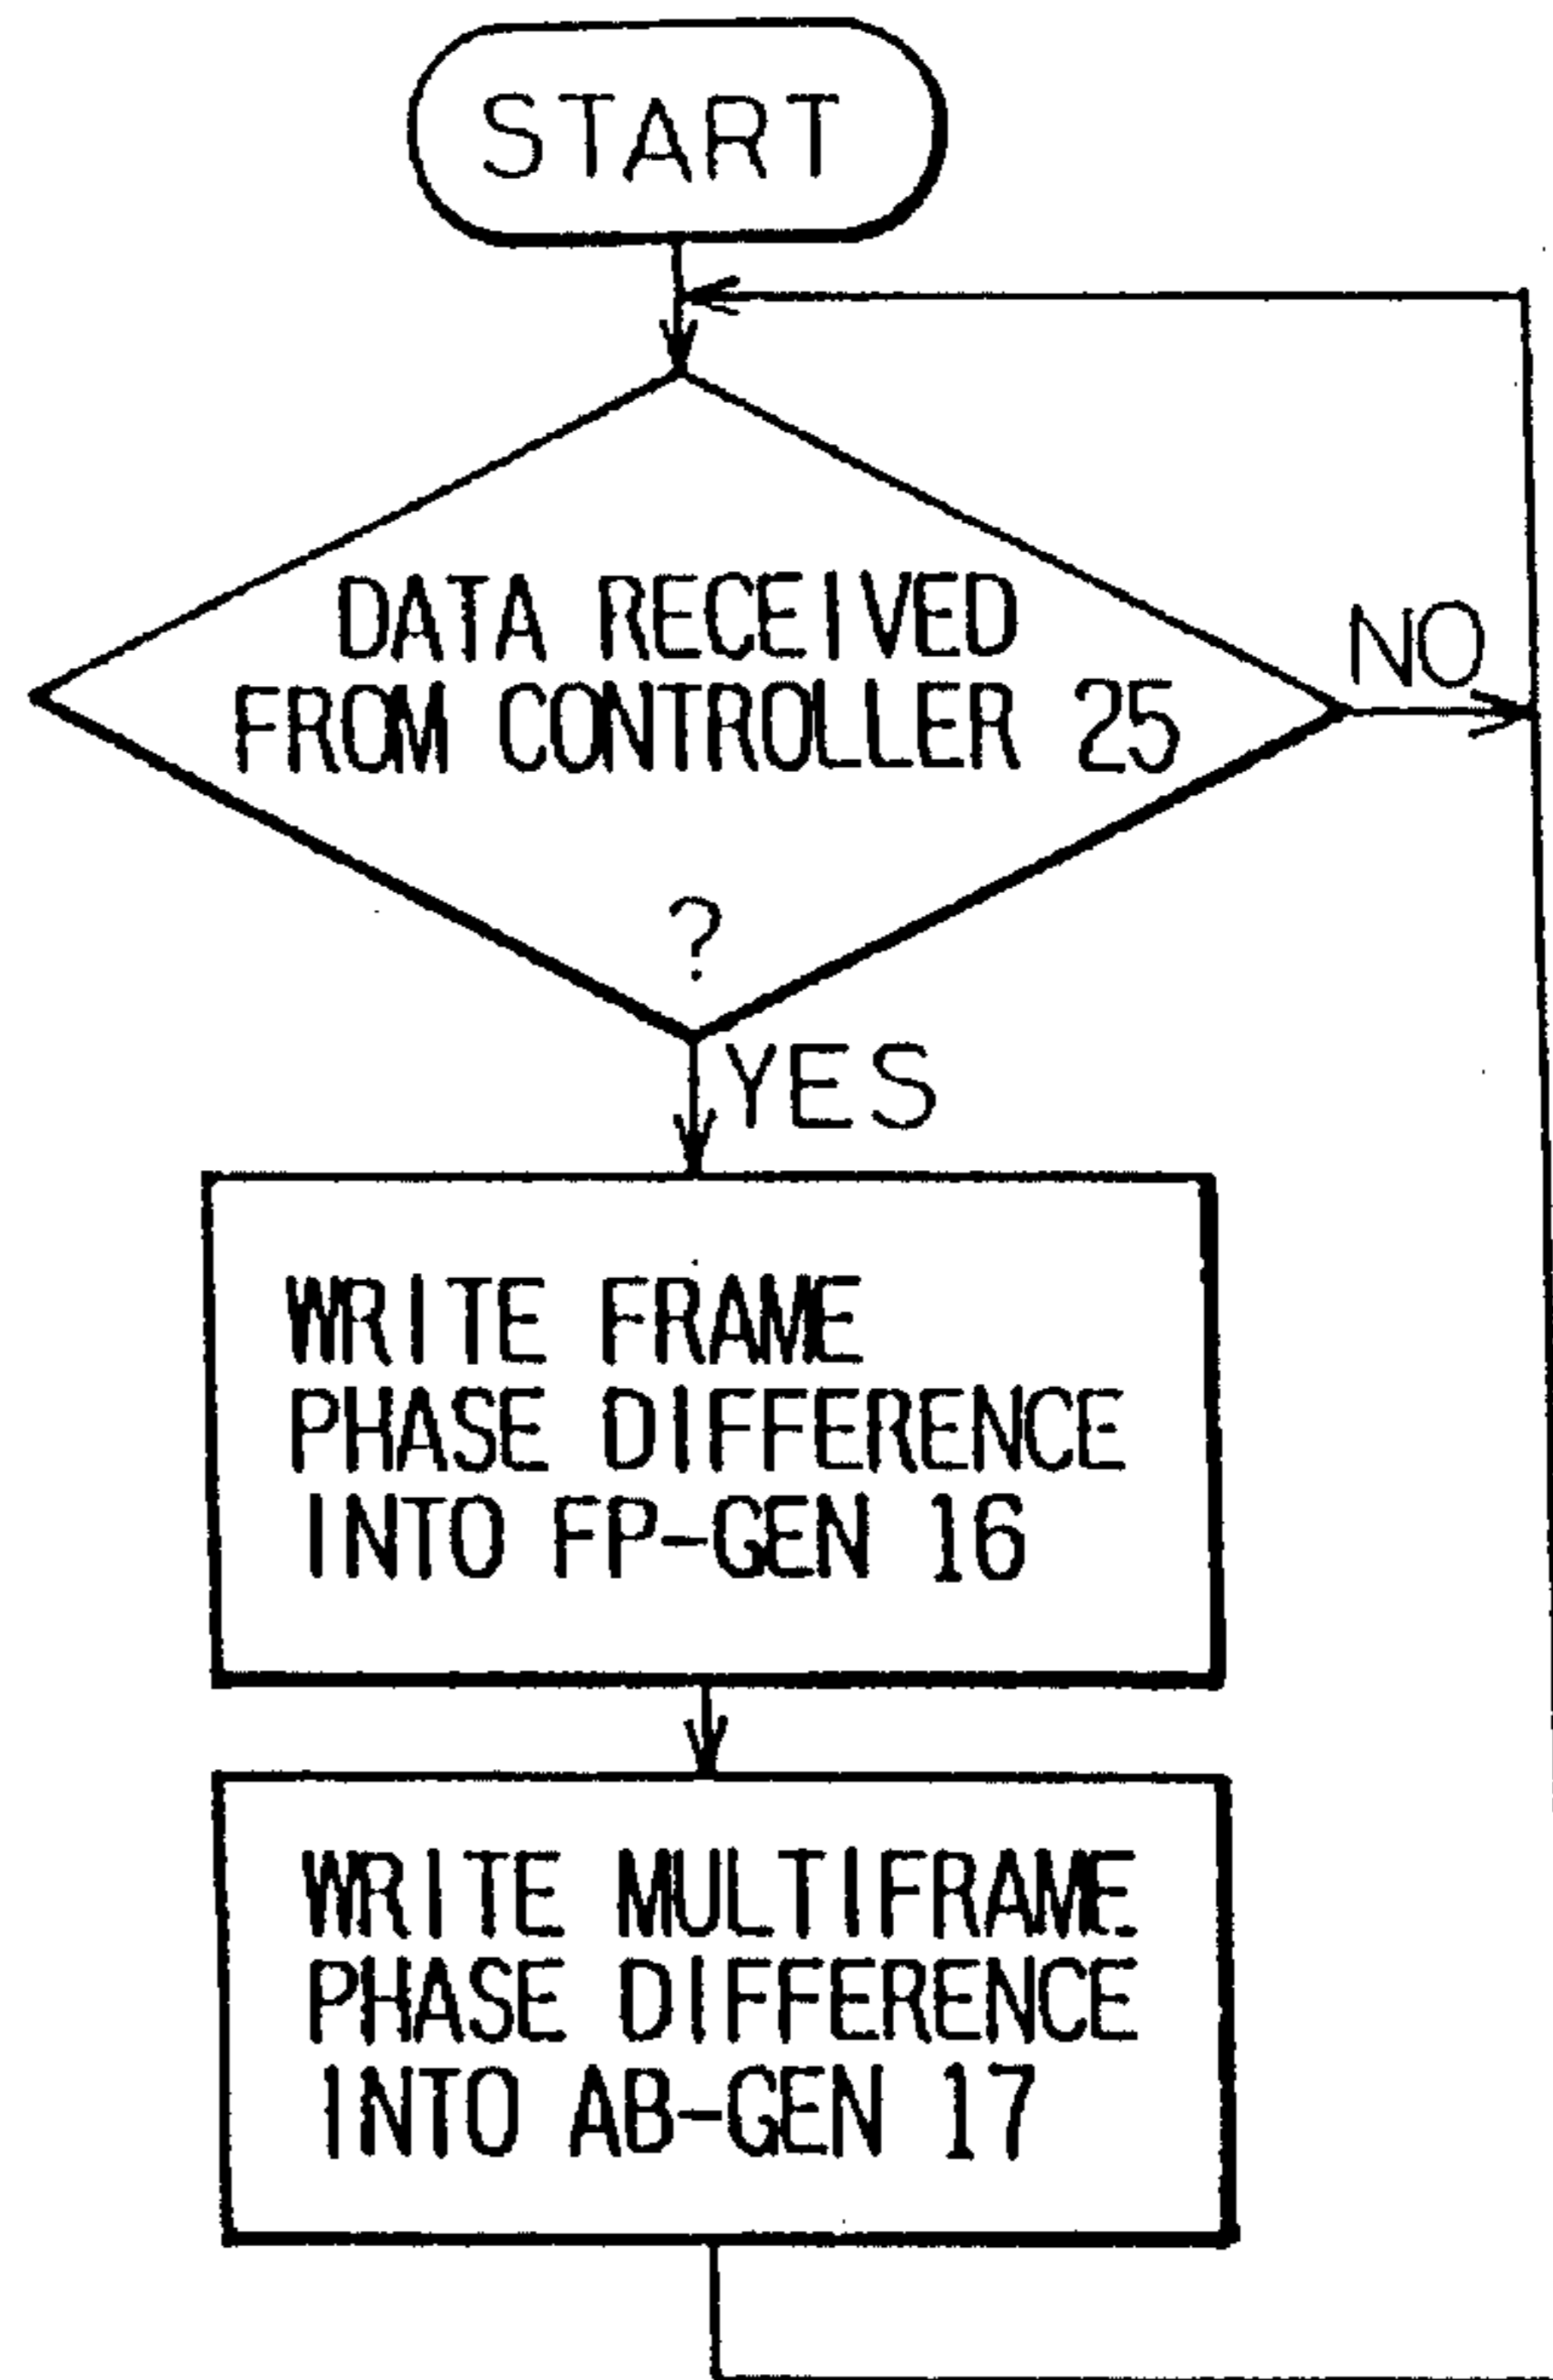 START
DATA RECEIVED
FROM CONTROLLER 25
?
NO
YES
WRITE FRAME
PHASE DIFFERENCE
INTO FP-GEN 16
WRITE MULTIFRAME
PHASE DIFFERENCE
INTO AB-GEN 17